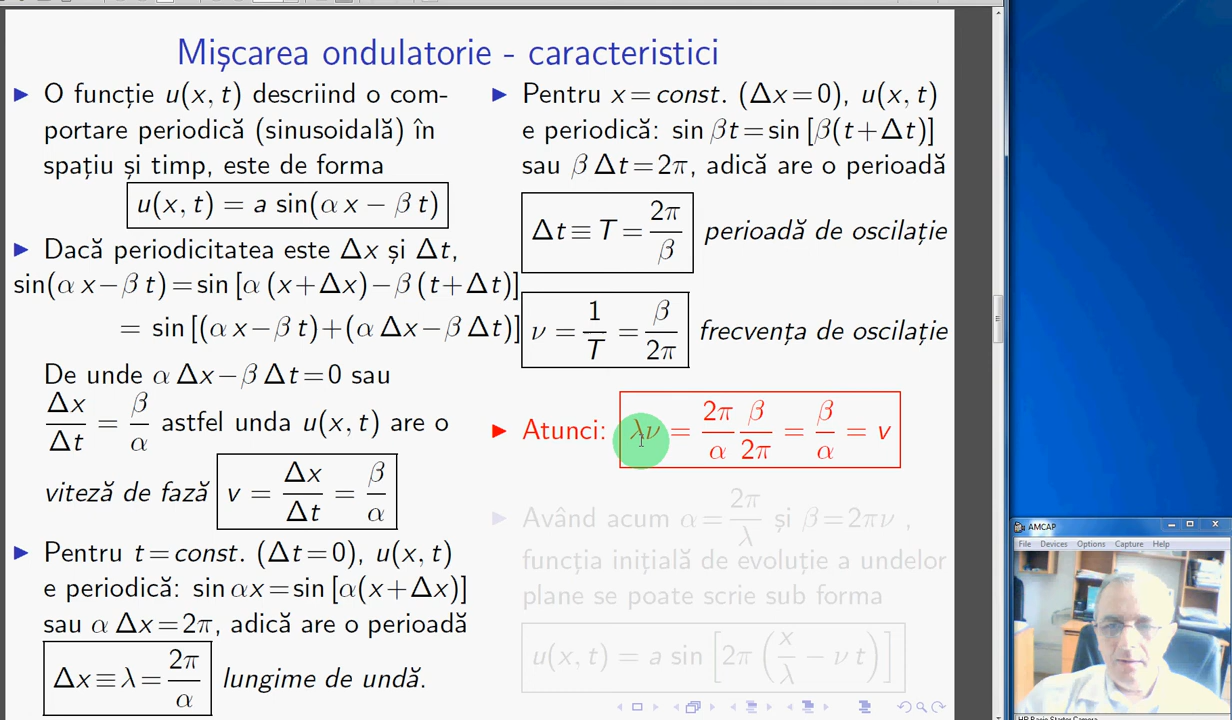 Mișcarea ondulatorie - caracteristici
▶ O funcție u(x, t) descriind o com-
portare periodică (sinusoidală) în
spațiu și timp, este de forma
u(x, t) = a sin(α x − β t)
▶ Dacă periodicitatea este Δx și Δt,
sin(α x−β t)=sin [α (x+Δx)−β (t+Δt)]
= sin [(α x−β t)+(α Δx−β Δt)]
De unde α Δx−β Δt=0 sau
Δx/Δt = β/α astfel unda u(x, t) are o
viteză de fază v = Δx/Δt = β/α
▶ Pentru t=const. (Δt=0), u(x, t)
e periodică: sin αx=sin [α(x+Δx)]
sau α Δx=2π, adică are o perioadă
Δx≡λ=2π/α lungime de undă.
▶ Pentru x=const. (Δx=0), u(x, t)
e periodică: sin βt=sin [β(t+Δt)]
sau β Δt=2π, adică are o perioadă
Δt≡T=2π/β perioadă de oscilație
ν=1/T=β/2π frecvența de oscilație
▶ Atunci: λν = 2π/α β/2π = β/α = v
▶ Având acum α=2π/λ și β=2πν ,
funcția inițială de evoluție a undelor
plane se poate scrie sub forma
u(x, t) = a sin [2π (x/λ − ν t)]
AMCAP
File Devices Options Capture Help